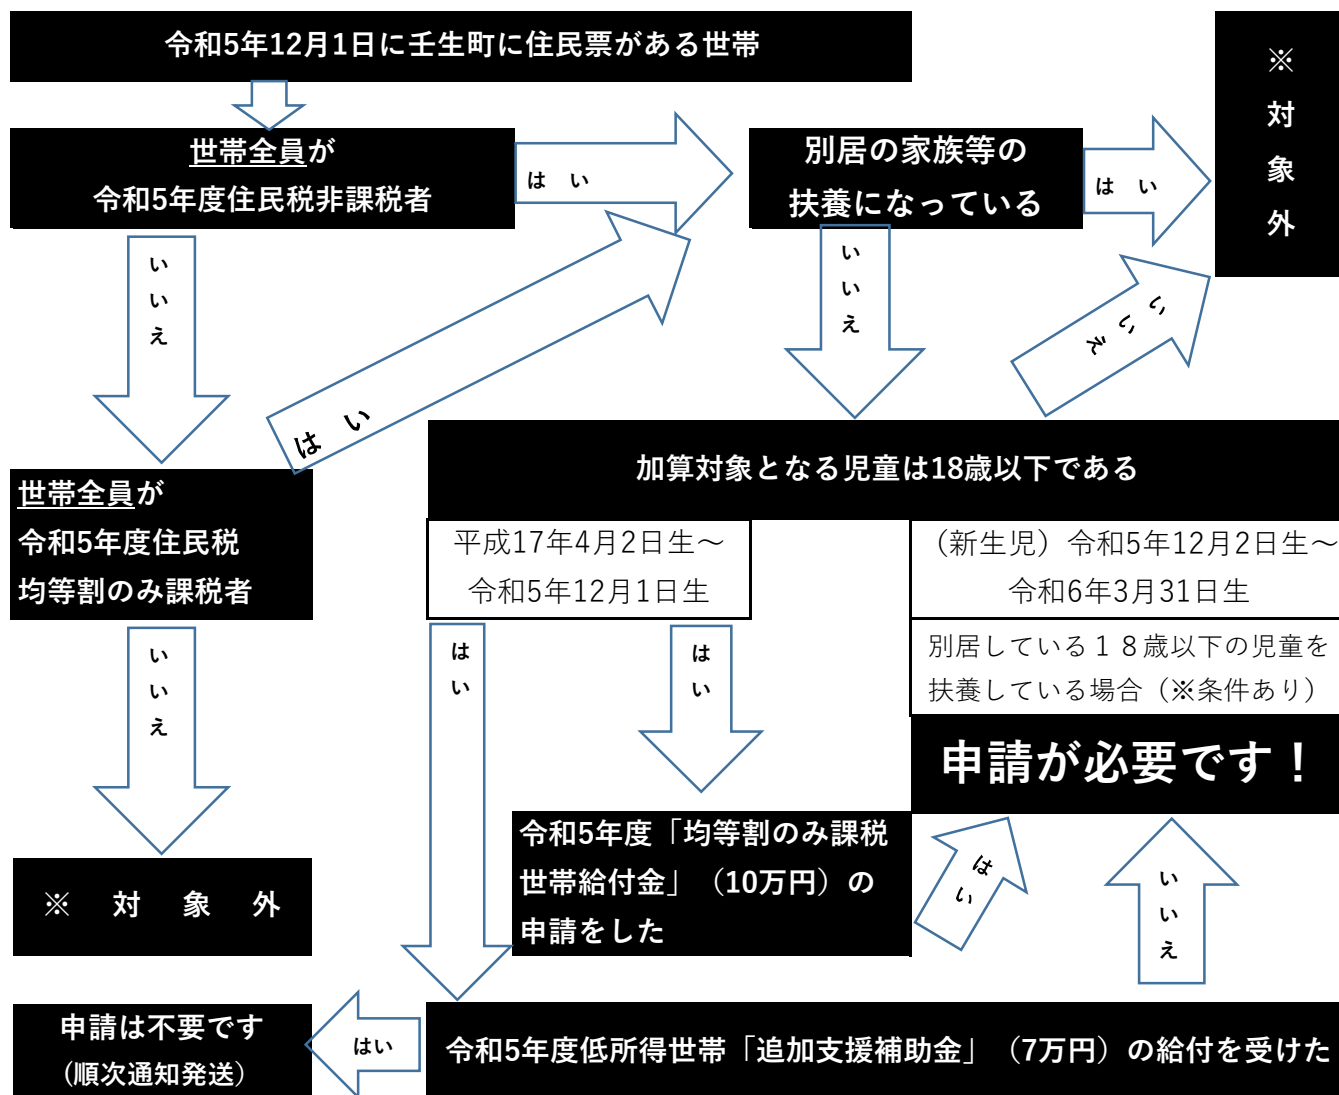 令和5年12月1日に壬生町に住民票がある世帯
※
対
象
外
世帯全員が
令和5年度住民税非課税者
は い
別居の家族等の
扶養になっている
は い
い
い
え
い
い
え
いいえ
は い
世帯全員が
令和5年度住民税
均等割のみ課税者
加算対象となる児童は18歳以下である
平成17年4月2日生～
令和5年12月1日生
（新生児）令和5年12月2日生～
令和6年3月31日生
別居している１８歳以下の児童を
扶養している場合（※条件あり）
い
い
え
は
い
は
い
申請が必要です！
令和5年度「均等割のみ課税
世帯給付金」（10万円）の
申請をした
はい
い
い
え
※ 対 象 外
申請は不要です
(順次通知発送)
はい
令和5年度低所得世帯「追加支援補助金」（7万円）の給付を受けた